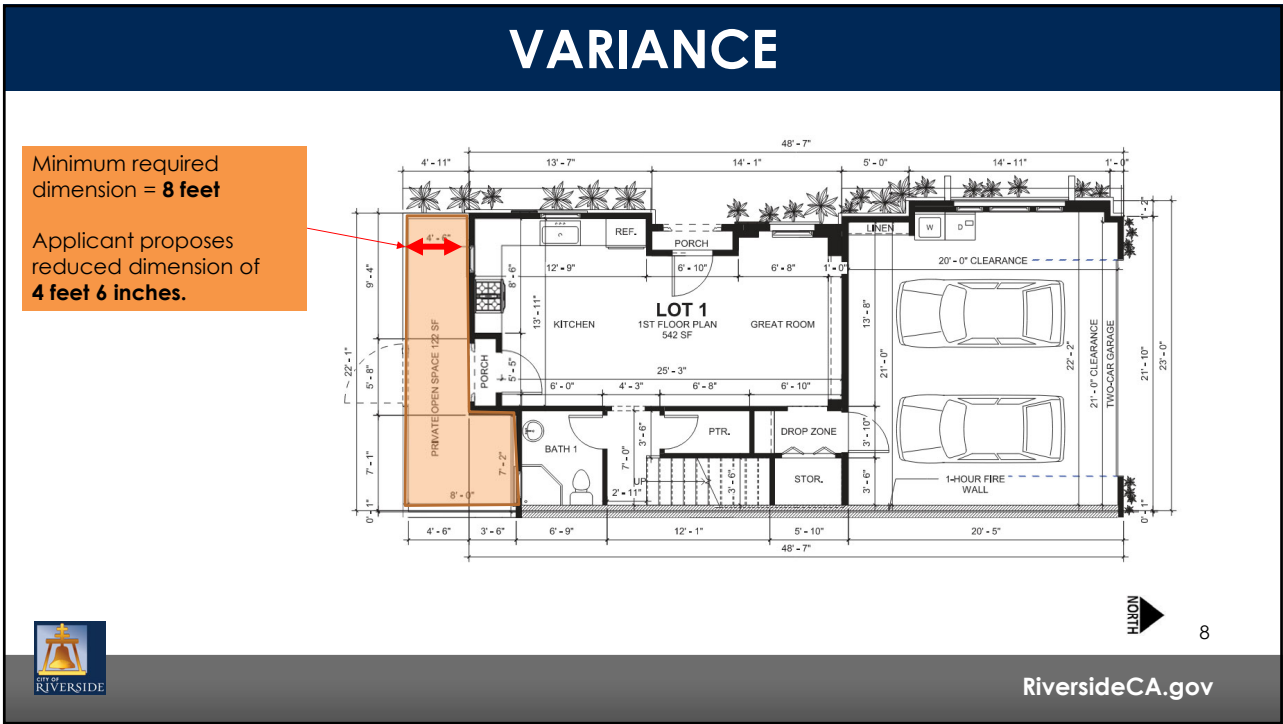 VARIANCE
Minimum required
dimension = 8 feet
Applicant proposes
reduced dimension of
4 feet 6 inches.
48' - 7"
4' - 11"
13' - 7"
14' - 1"
5' - 0"
14' - 11"
1' - 0"
1' - 2"
4' - 6"
REF.
PORCH
LINEN
W
D
20' - 0" CLEARANCE
12' - 9"
6' - 10"
6' - 8"
1' - 0"
9' - 4"
8' - 6"
13' - 11"
LOT 1
1ST FLOOR PLAN
542 SF
KITCHEN
GREAT ROOM
13' - 8"
22' - 1"
5' - 8"
PRIVATE OPEN SPACE 122 SF
PORCH
5' - 5"
25' - 3"
21' - 0"
22' - 2"
21' - 0" CLEARANCE
TWO-CAR GARAGE
21' - 10"
23' - 0"
6' - 0"
4' - 3"
6' - 8"
6' - 10"
7' - 1"
7' - 2"
BATH 1
3' - 6"
PTR.
DROP ZONE
3' - 10"
7' - 0"
UP
3' - 6"
STOR.
3' - 6"
1-HOUR FIRE
WALL
8' - 0"
2' - 11"
0' - 1"
0' - 1"
4' - 6"
3' - 6"
6' - 9"
12' - 1"
5' - 10"
20' - 5"
48' - 7"
NORTH
8
CITY OF
RIVERSIDE
RiversideCA.gov